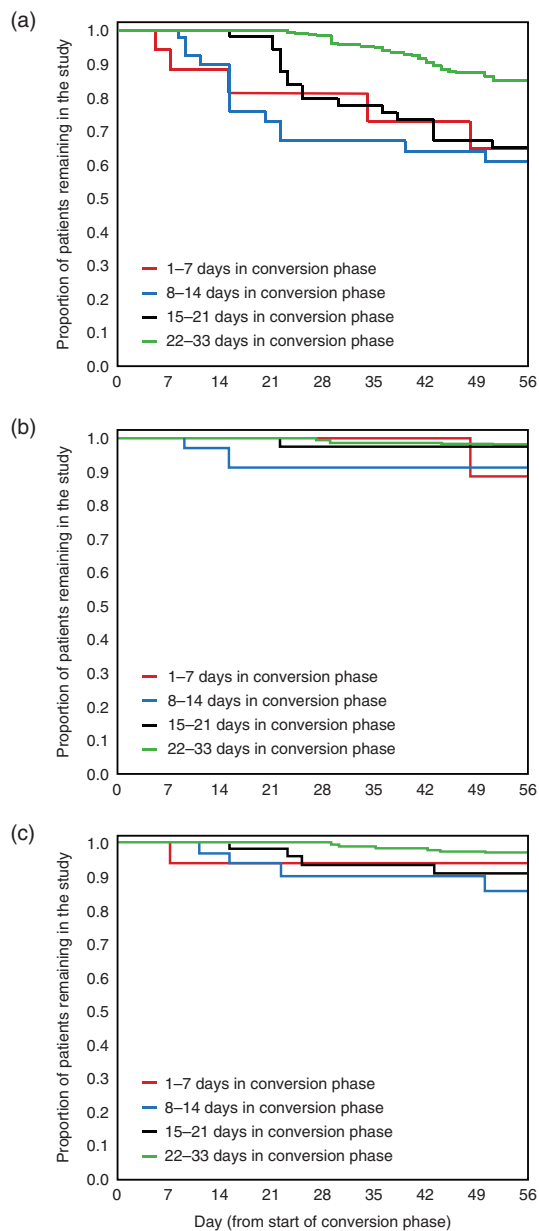 (a)
Proportion of patients remaining in the study
1.0
0.9
0.8
0.7
0.6
0.5
0.4
0.3
0.2
0.1
0.0
1–7 days in conversion phase
8–14 days in conversion phase
15–21 days in conversion phase
22–33 days in conversion phase
0 7 14 21 28 35 42 49 56
(b)
Proportion of patients remaining in the study
1.0
0.9
0.8
0.7
0.6
0.5
0.4
0.3
0.2
0.1
0.0
1–7 days in conversion phase
8–14 days in conversion phase
15–21 days in conversion phase
22–33 days in conversion phase
0 7 14 21 28 35 42 49 56
(c)
Proportion of patients remaining in the study
1.0
0.9
0.8
0.7
0.6
0.5
0.4
0.3
0.2
0.1
0.0
1–7 days in conversion phase
8–14 days in conversion phase
15–21 days in conversion phase
22–33 days in conversion phase
0 7 14 21 28 35 42 49 56
Day (from start of conversion phase)